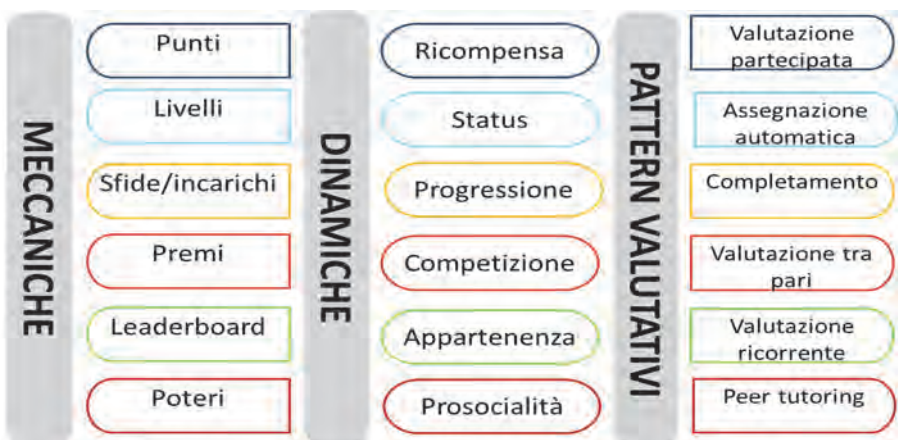 MECCANICHE
Punti
Livelli
Sfide/incarichi
Premi
Leaderboard
Poteri
DINAMICHE
Ricompensa
Status
Progressione
Competizione
Appartenenza
Prosocialità
PATTERN VALUTATIVI
Valutazione
partecipata
Assegnazione
automatica
Completamento
Valutazione tra
pari
Valutazione
ricorrente
Peer tutoring